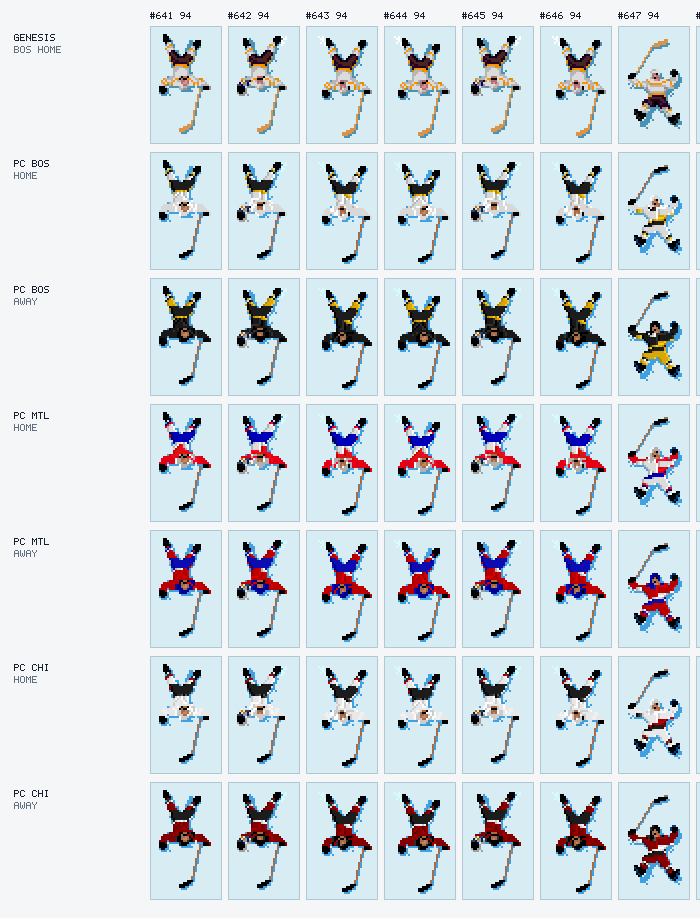 #641 94 #642 94 #643 94 #644 94 #645 94 #646 94 #647 94 #
GENESIS
BOS HOME
PC BOS
HOME
PC BOS
AWAY
PC MTL
HOME
PC MTL
AWAY
PC CHI
HOME
PC CHI
AWAY